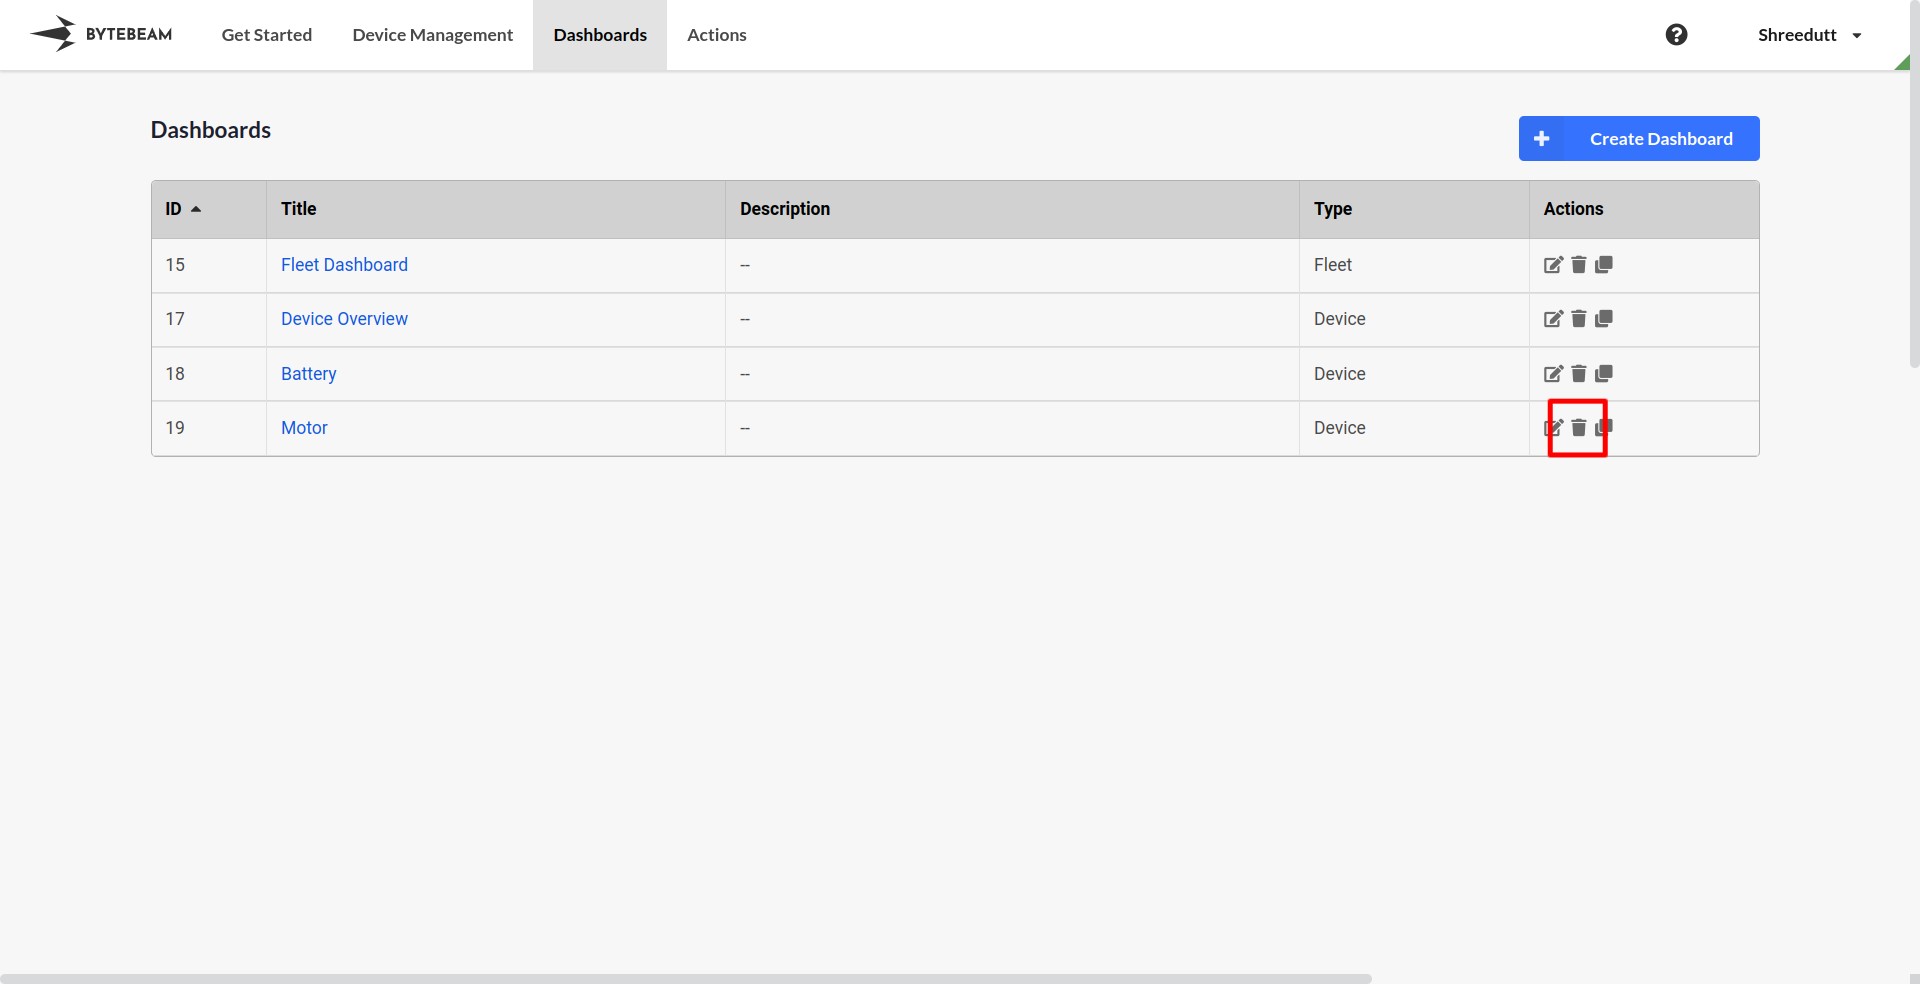 BYTEBEAM Get Started Device Management Dashboards Actions Shreedutt
Dashboards
Create Dashboard
ID Title Description Type Actions
15 Fleet Dashboard -- Fleet
17 Device Overview -- Device
18 Battery -- Device
19 Motor -- Device